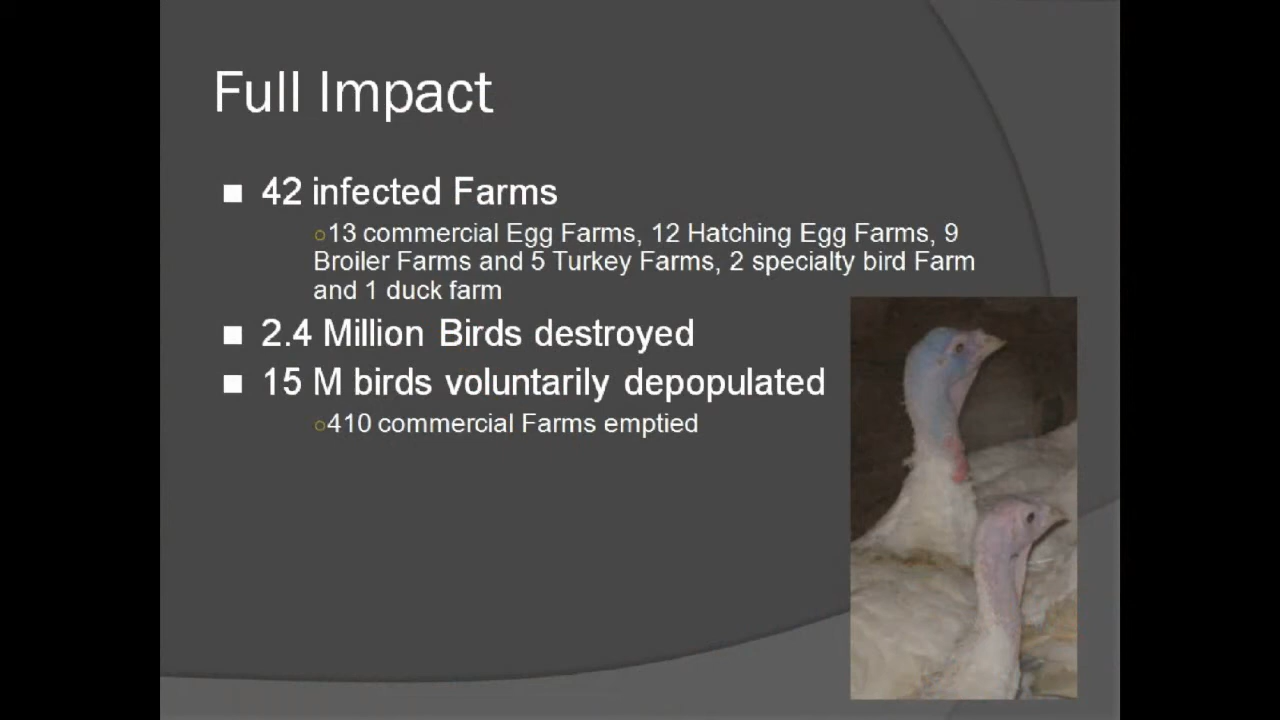 Full Impact
42 infected Farms
13 commercial Egg Farms, 12 Hatching Egg Farms, 9
Broiler Farms and 5 Turkey Farms, 2 specialty bird Farm
and 1 duck farm
2.4 Million Birds destroyed
15 M birds voluntarily depopulated
410 commercial Farms emptied